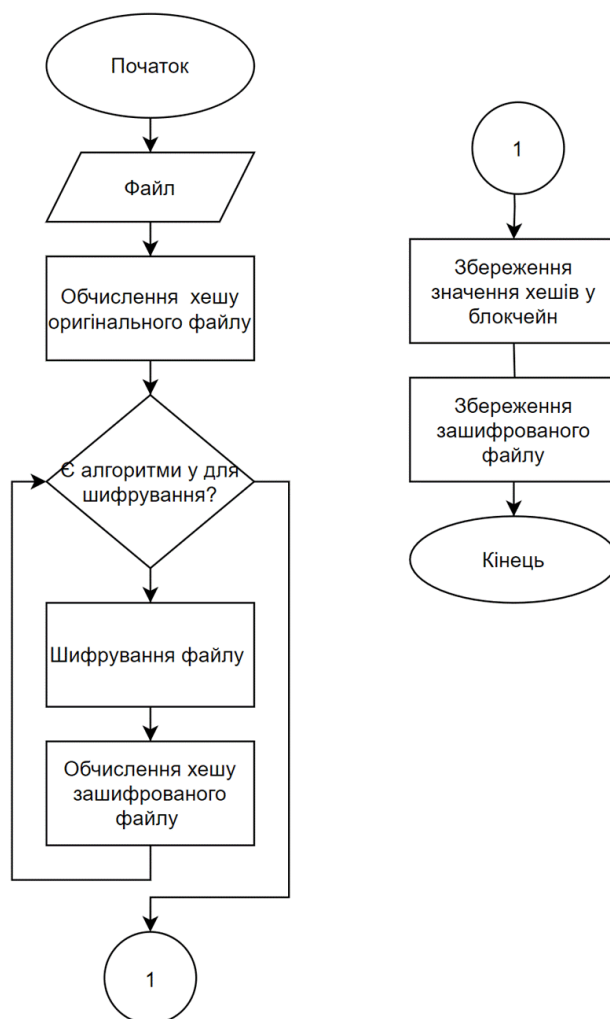 Початок
Файл
Обчислення хешу
оригінального файлу
Є алгоритми у для
шифрування?
Шифрування файлу
Обчислення хешу
зашифрованого
файлу
1
1
Збереження
значення хешів у
блокчейн
Збереження
зашифрованого
файлу
Кінець